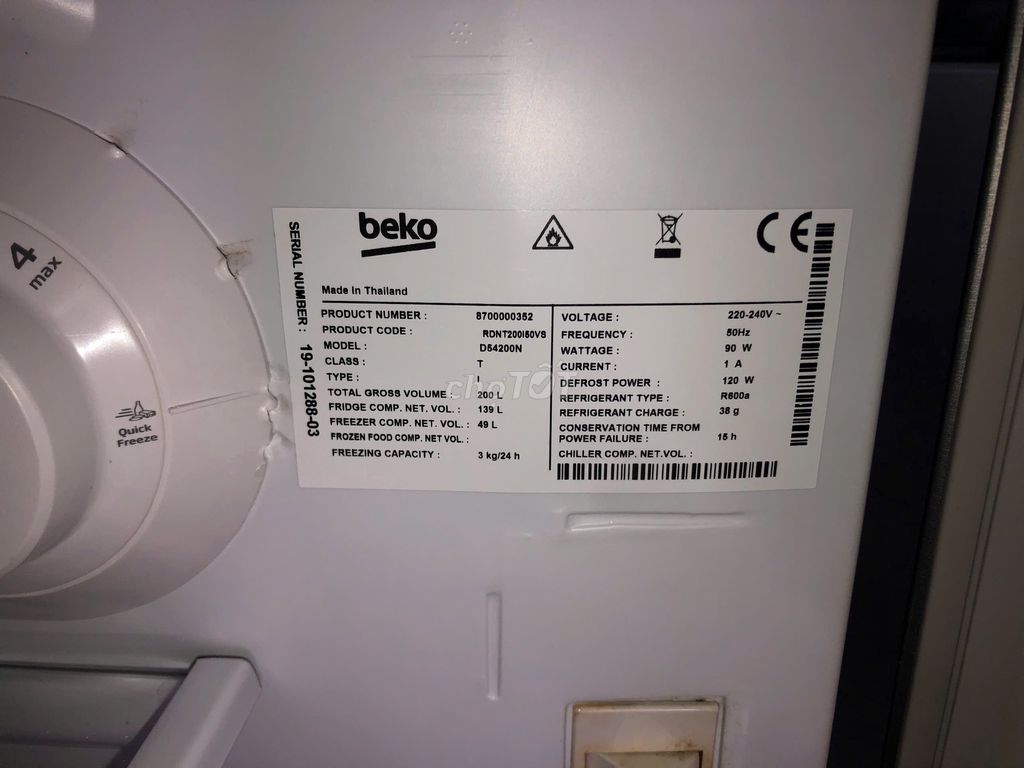 4
max
Quick
Freeze
SERIAL NUMBER : 19-101288-03
beko
CE
Made in Thailand
PRODUCT NUMBER : 8700000352
PRODUCT CODE : RDNT200I50VS
MODEL : D54200N
CLASS : T
TYPE : I
TOTAL GROSS VOLUME : 200 L
FRIDGE COMP. NET. VOL. : 139 L
FREEZER COMP. NET. VOL. : 49 L
FROZEN FOOD COMP. NET VOL. :
FREEZING CAPACITY : 3 kg/24 h
VOLTAGE : 220-240V ~
FREQUENCY : 50Hz
WATTAGE : 90 W
CURRENT : 1 A
DEFROST POWER : 120 W
REFRIGERANT TYPE : R600a
REFRIGERANT CHARGE : 38 g
CONSERVATION TIME FROM
POWER FAILURE : 15 h
CHILLER COMP. NET.VOL. :
choTỐT